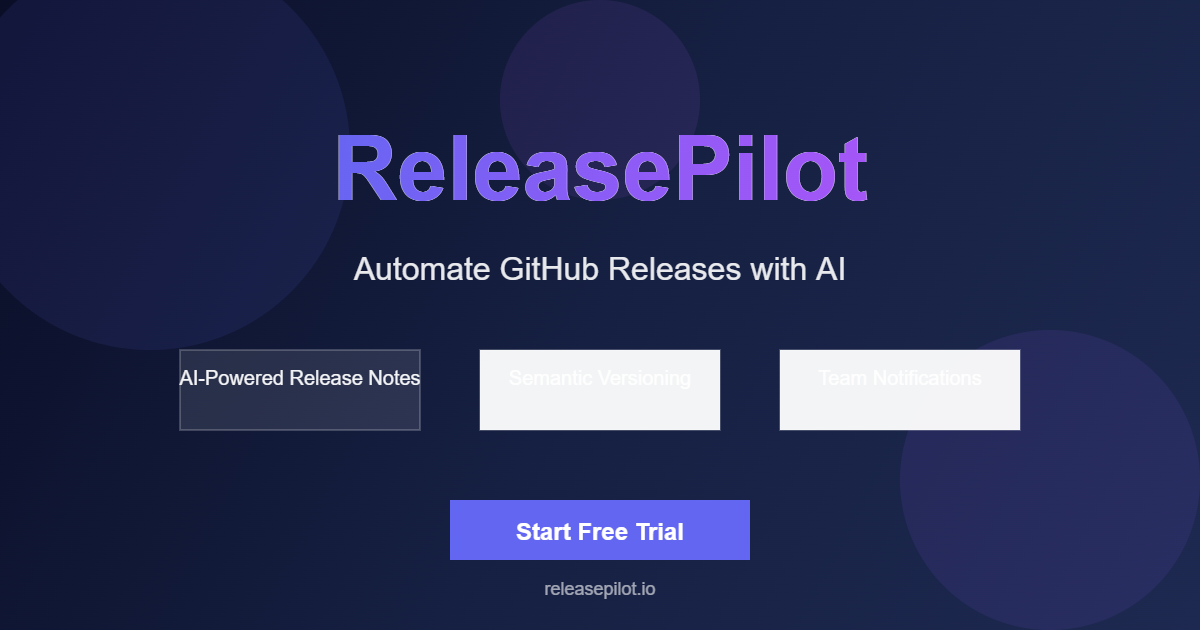 ReleasePilot
Automate GitHub Releases with AI
AI-Powered Release Notes
Semantic Versioning
Team Notifications
Start Free Trial
releasepilot.io